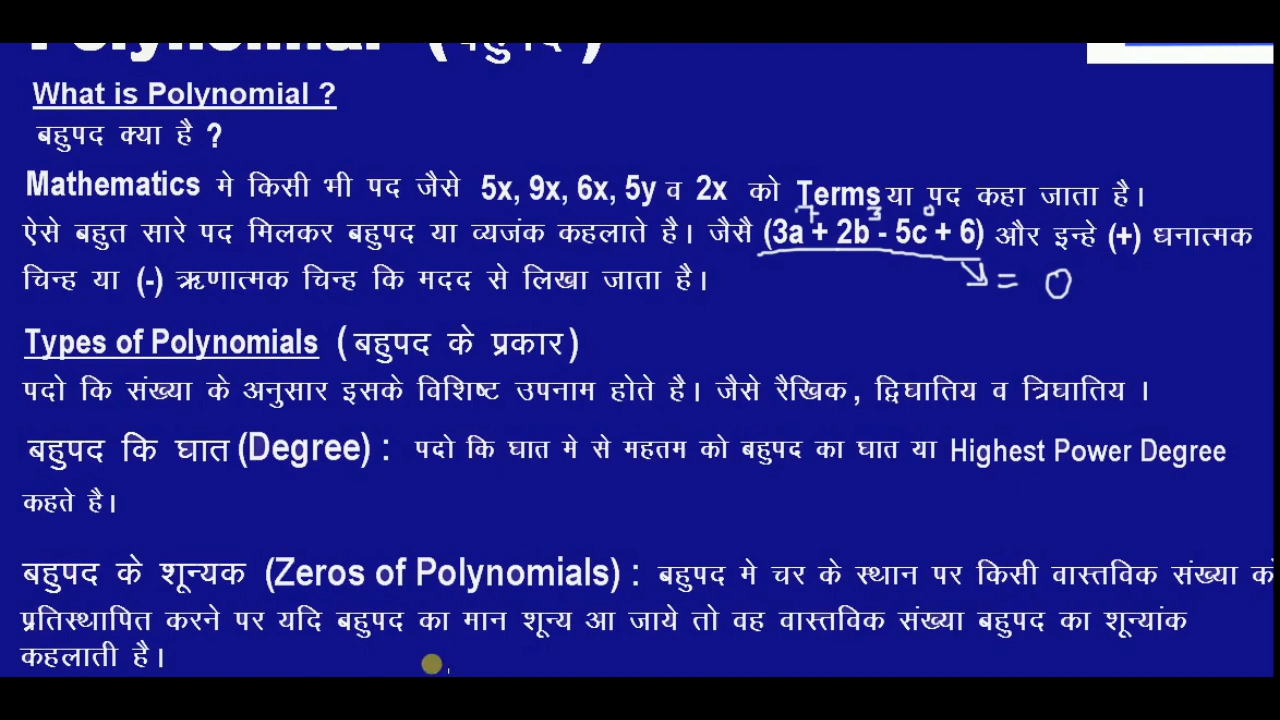 Polynomial (बहुपद)
What is Polynomial ?
बहुपद क्या है ?
Mathematics मे किसी भी पद जैसे 5x, 9x, 6x, 5y व 2x को Terms या पद कहा जाता है।
ऐसे बहुत सारे पद मिलकर बहुपद या व्यजंक कहलाते है। जैसै (3a + 2b - 5c + 6) और इन्हे (+) धनात्मक
चिन्ह या (-) ऋणात्मक चिन्ह कि मदद से लिखा जाता है।
= 0
Types of Polynomials (बहुपद के प्रकार)
पदो कि संख्या के अनुसार इसके विशिष्ट उपनाम होते है। जैसे रैखिक, द्विघातिय व त्रिघातिय ।
बहुपद कि घात (Degree) : पदो कि घात मे से महतम को बहुपद का घात या Highest Power Degree
कहते है।
बहुपद के शून्यक (Zeros of Polynomials) : बहुपद मे चर के स्थान पर किसी वास्तविक संख्या को
प्रतिस्थापित करने पर यदि बहुपद का मान शून्य आ जाये तो वह वास्तविक संख्या बहुपद का शून्यांक
कहलाती है।